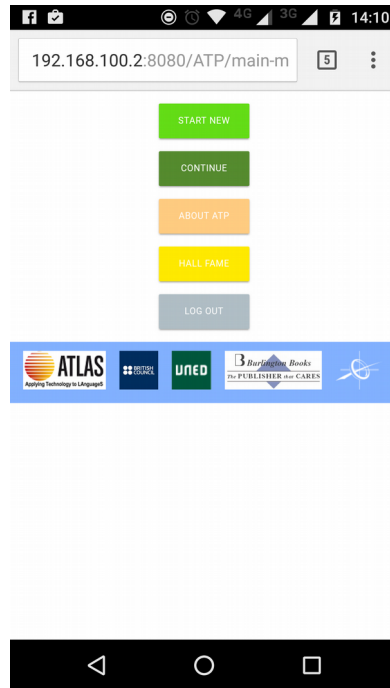 4G 3G 14:10
192.168.100.2:8080/ATP/main-m 5
START NEW
CONTINUE
ABOUT ATP
HALL FAME
LOG OUT
ATLAS
Applying Technology to LAnguageS
BRITISH
COUNCIL
UNED
Burlington Books
The PUBLISHER that CARES